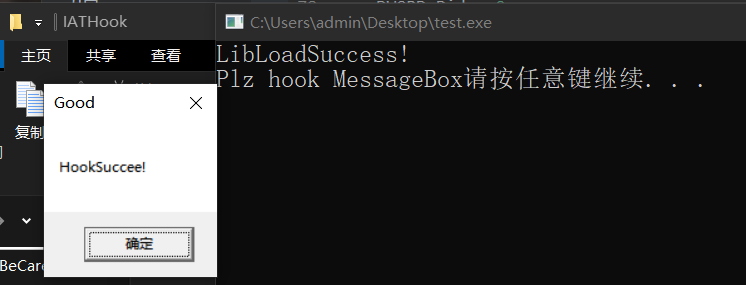 IATHook
C:\Users\admin\Desktop\test.exe
主页 共享 查看
LibLoadSuccess!
Plz hook MessageBox请按任意键继续. . .
Good
复制
HookSuccee!
确定
BeCare